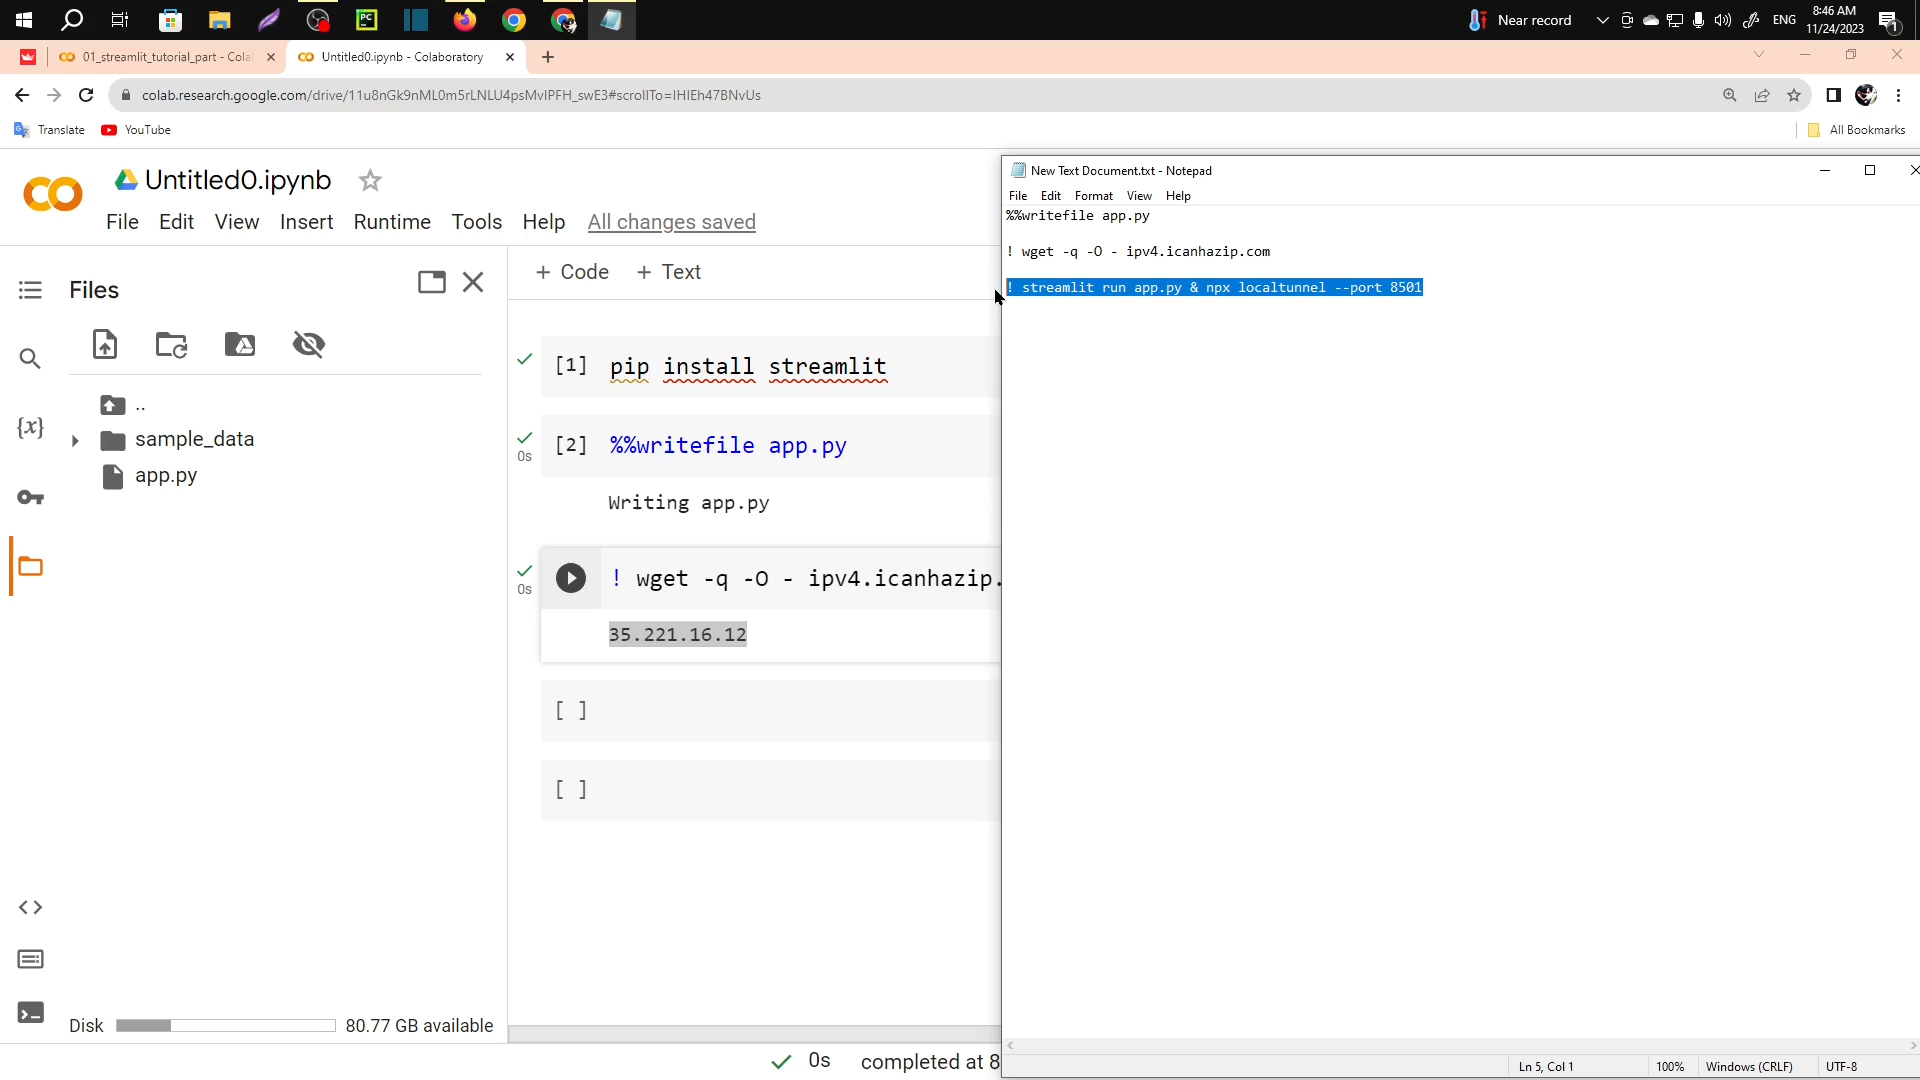 Near record
ENG
8:46 AM
11/24/2023
1
PC
01_streamlit_tutorial_part - Cola
Untitled0.ipynb - Colaboratory
colab.research.google.com/drive/11u8nGk9nML0m5rLNLU4psMvIPFH_swE3#scrollTo=IHIEh47BNvUs
Translate
YouTube
All Bookmarks
Untitled0.ipynb
File Edit View Insert Runtime Tools Help All changes saved
Files
+ Code + Text
..
sample_data
app.py
{x}
[1] pip install streamlit
[2] %%writefile app.py
0s
Writing app.py
! wget -q -O - ipv4.icanhazip.
0s
35.221.16.12
[ ]
[ ]
Disk 80.77 GB available
0s completed at 8
New Text Document.txt - Notepad
File Edit Format View Help
%%writefile app.py
! wget -q -O - ipv4.icanhazip.com
! streamlit run app.py & npx localtunnel --port 8501
Ln 5, Col 1 100% Windows (CRLF) UTF-8